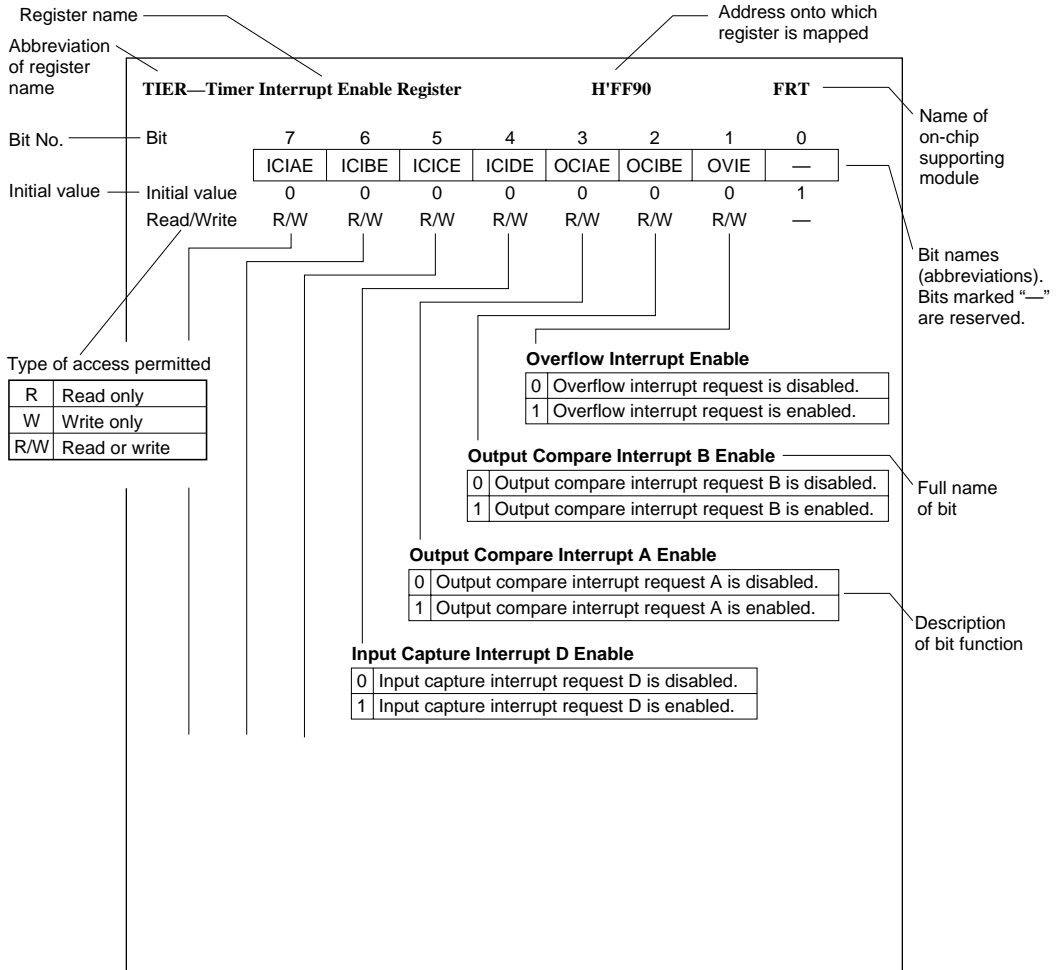 Register name
Address onto which
register is mapped
Abbreviation
of register
name
TIER—Timer Interrupt Enable Register H'FF90 FRT
Name of
on-chip
supporting
module
Bit No. Bit 7 6 5 4 3 2 1 0
ICIAE ICIBE ICICE ICIDE OCIAE OCIBE OVIE —
Initial value Initial value 0 0 0 0 0 0 0 1
Read/Write R/W R/W R/W R/W R/W R/W R/W —
Bit names
(abbreviations).
Bits marked “—”
are reserved.
Type of access permitted
R Read only
W Write only
R/W Read or write
Overflow Interrupt Enable
0 Overflow interrupt request is disabled.
1 Overflow interrupt request is enabled.
Output Compare Interrupt B Enable
0 Output compare interrupt request B is disabled.
1 Output compare interrupt request B is enabled.
Full name
of bit
Output Compare Interrupt A Enable
0 Output compare interrupt request A is disabled.
1 Output compare interrupt request A is enabled.
Description
of bit function
Input Capture Interrupt D Enable
0 Input capture interrupt request D is disabled.
1 Input capture interrupt request D is enabled.